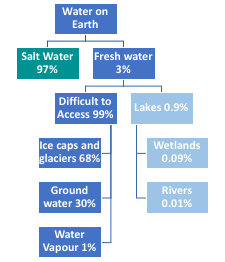 Water on
Earth
Salt Water
97%
Fresh water
3%
Difficult to
Access 99%
Lakes 0.9%
Ice caps and
glaciers 68%
Wetlands
0.09%
Ground
water 30%
Rivers
0.01%
Water
Vapour 1%